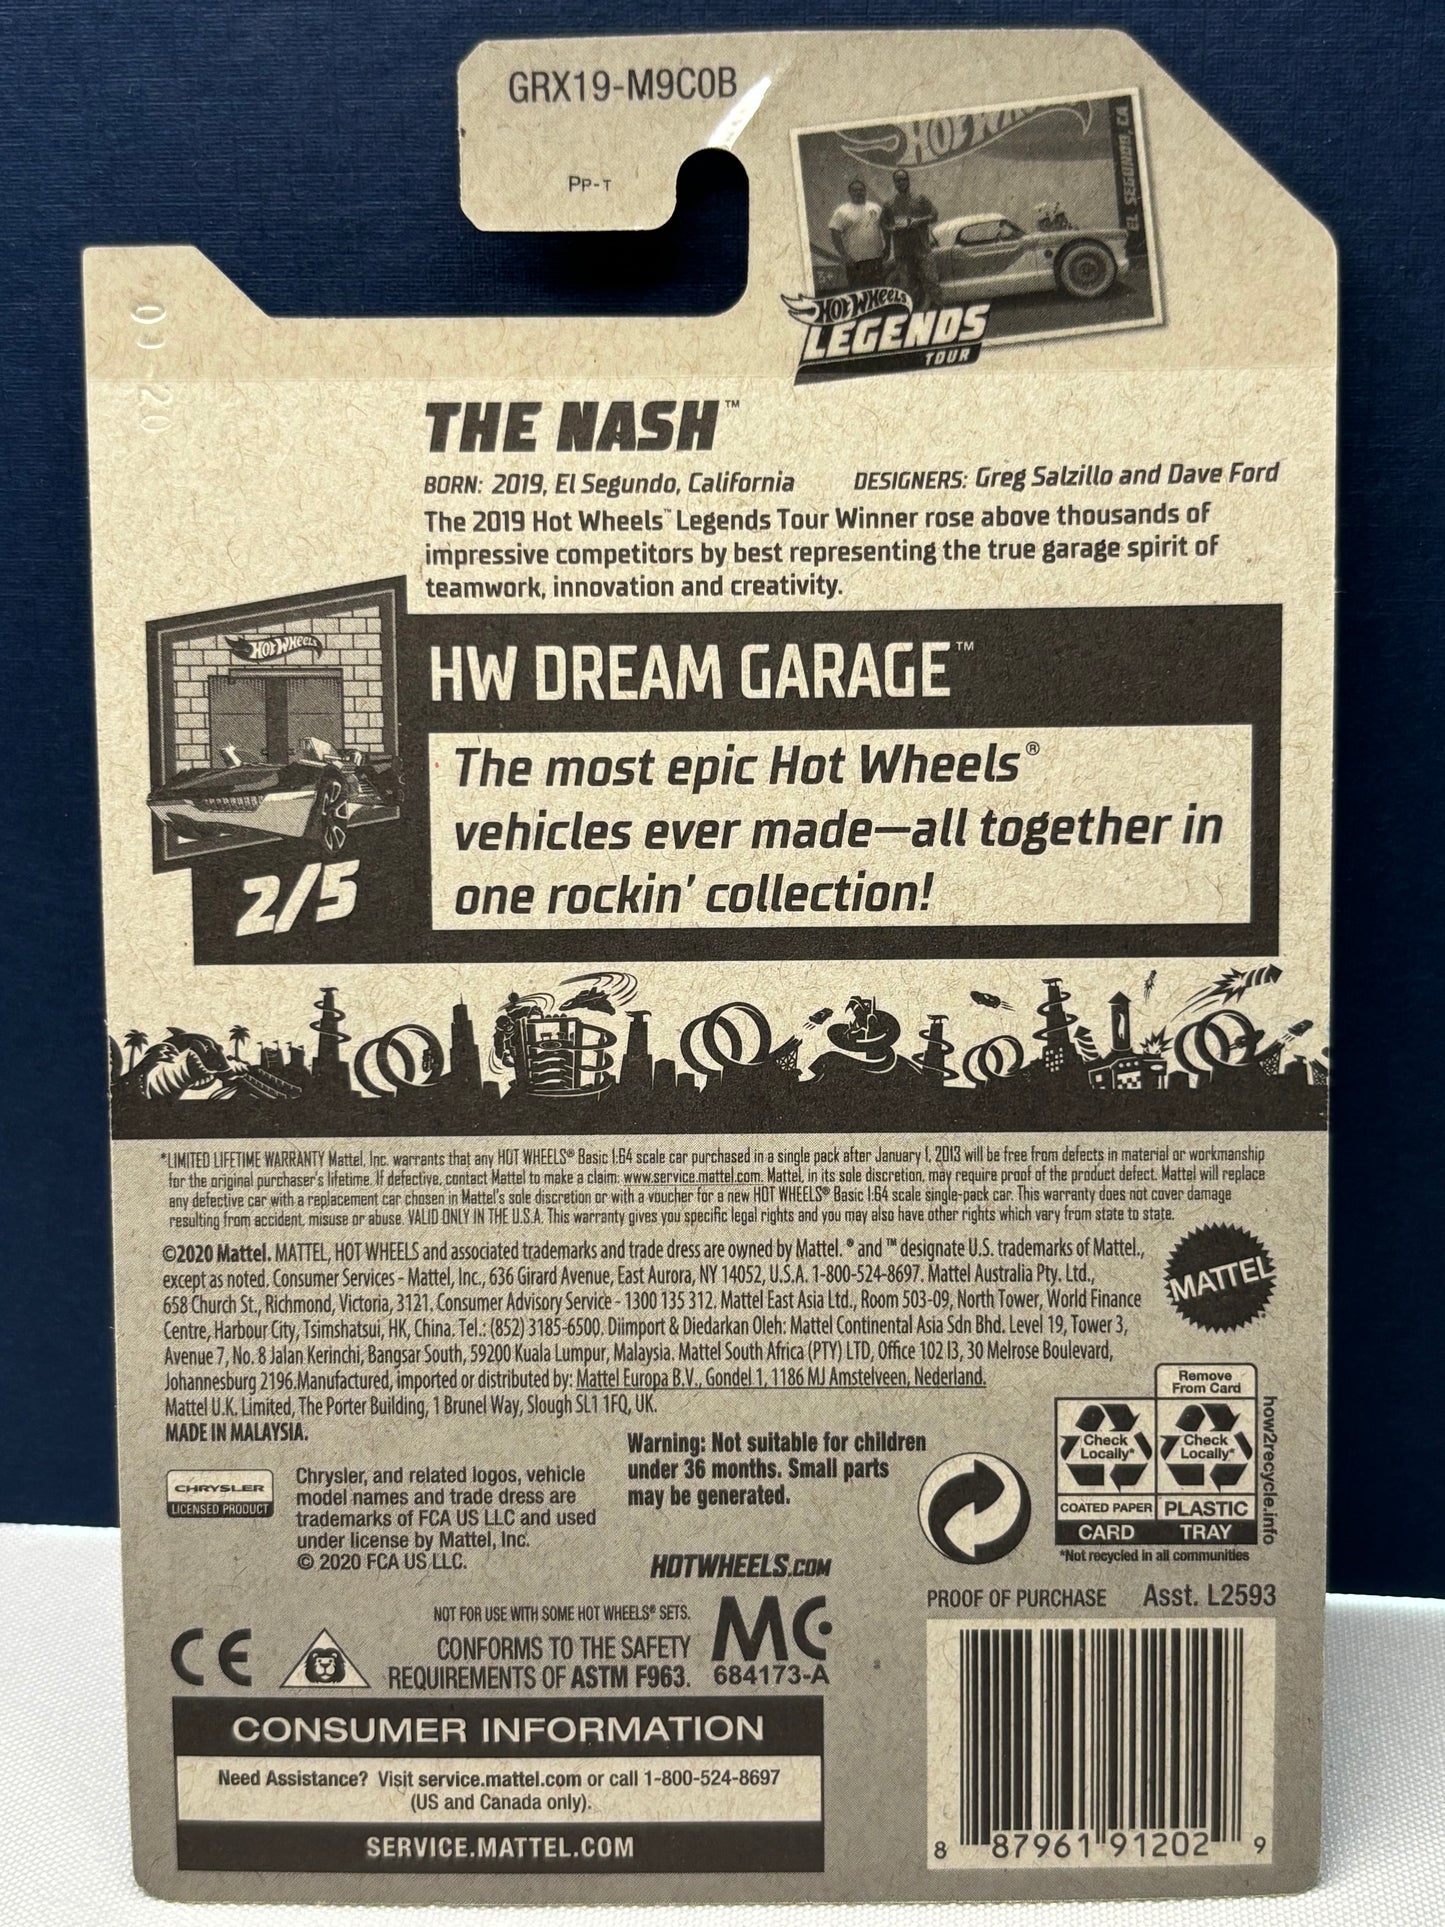 GRX19-M9C0B
Pp-T
HOT WHEELS
EL SEGUNDO, CA
HOT WHEELS
LEGENDS
TOUR
THE NASH™
BORN: 2019, El Segundo, California DESIGNERS: Greg Salzillo and Dave Ford
The 2019 Hot Wheels™ Legends Tour Winner rose above thousands of
impressive competitors by best representing the true garage spirit of
teamwork, innovation and creativity.
HOT WHEELS
HW DREAM GARAGE™
The most epic Hot Wheels®
vehicles ever made—all together in
one rockin' collection!
2/5
*LIMITED LIFETIME WARRANTY Mattel, Inc. warrants that any HOT WHEELS® Basic 1:64 scale car purchased in a single pack after January 1, 2013 will be free from defects in material or workmanship
for the original purchaser's lifetime. If defective, contact Mattel to make a claim: www.service.mattel.com. Mattel, in its sole discretion, may require proof of the product defect. Mattel will replace
any defective car with a replacement car chosen in Mattel's sole discretion or with a voucher for a new HOT WHEELS® Basic 1:64 scale single-pack car. This warranty does not cover damage
resulting from accident, misuse or abuse. VALID ONLY IN THE U.S.A. This warranty gives you specific legal rights and you may also have other rights which vary from state to state.
©2020 Mattel. MATTEL, HOT WHEELS and associated trademarks and trade dress are owned by Mattel. ® and ™ designate U.S. trademarks of Mattel.,
except as noted. Consumer Services - Mattel, Inc., 636 Girard Avenue, East Aurora, NY 14052, U.S.A. 1-800-524-8697. Mattel Australia Pty. Ltd.,
658 Church St., Richmond, Victoria, 3121. Consumer Advisory Service - 1300 135 312. Mattel East Asia Ltd., Room 503-09, North Tower, World Finance
Centre, Harbour City, Tsimshatsui, HK, China. Tel.: (852) 3185-6500. Diimport & Diedarkan Oleh: Mattel Continental Asia Sdn Bhd. Level 19, Tower 3,
Avenue 7, No. 8 Jalan Kerinchi, Bangsar South, 59200 Kuala Lumpur, Malaysia. Mattel South Africa (PTY) LTD, Office 102 I3, 30 Melrose Boulevard,
Johannesburg 2196.Manufactured, imported or distributed by: Mattel Europa B.V., Gondel 1, 1186 MJ Amstelveen, Nederland.
Mattel U.K. Limited, The Porter Building, 1 Brunel Way, Slough SL1 1FQ, UK.
MADE IN MALAYSIA.
MATTEL
CHRYSLER
LICENSED PRODUCT
Chrysler, and related logos, vehicle
model names and trade dress are
trademarks of FCA US LLC and used
under license by Mattel, Inc.
© 2020 FCA US LLC.
Warning: Not suitable for children
under 36 months. Small parts
may be generated.
HOTWHEELS.COM
Remove
From Card
Check
Locally*
Check
Locally*
COATED PAPER
PLASTIC
CARD
TRAY
*Not recycled in all communities
how2recycle.info
NOT FOR USE WITH SOME HOT WHEELS® SETS.
CONFORMS TO THE SAFETY
REQUIREMENTS OF ASTM F963.
CE
MC
684173-A
PROOF OF PURCHASE Asst. L2593
8 87961 91202 9
CONSUMER INFORMATION
Need Assistance? Visit service.mattel.com or call 1-800-524-8697
(US and Canada only).
SERVICE.MATTEL.COM